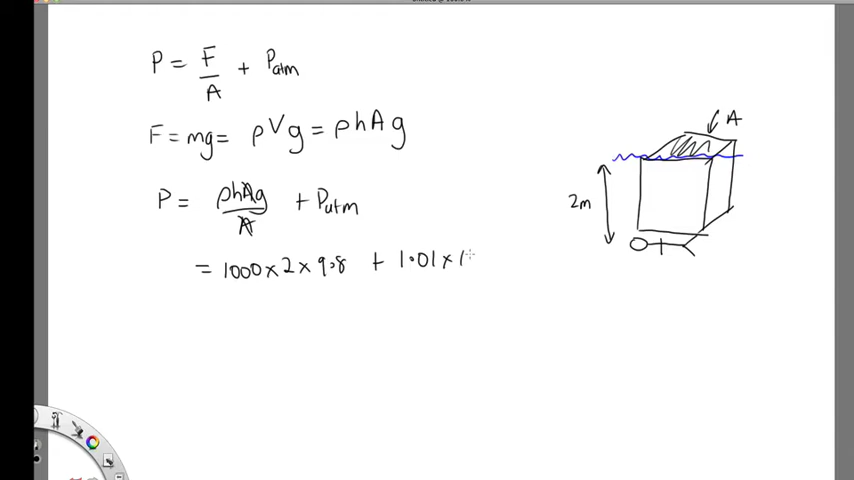 P = F/A + Patm
F = mg = ρVg = ρhAg
P = ρhAg/A + Patm
= 1000 × 2 × 9.8 + 1.01 × 1
A
2m